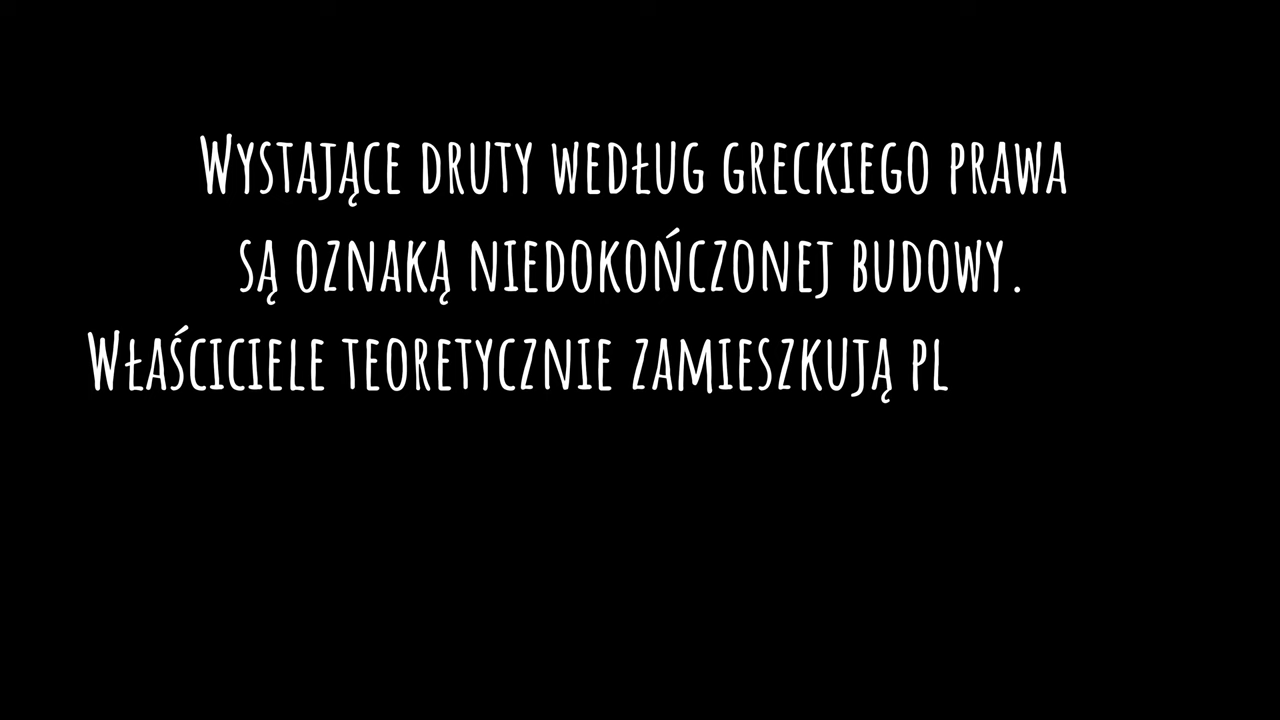 Wystające druty według greckiego prawa
są oznaką niedokończonej budowy.
Właściciele teoretycznie zamieszkują pl